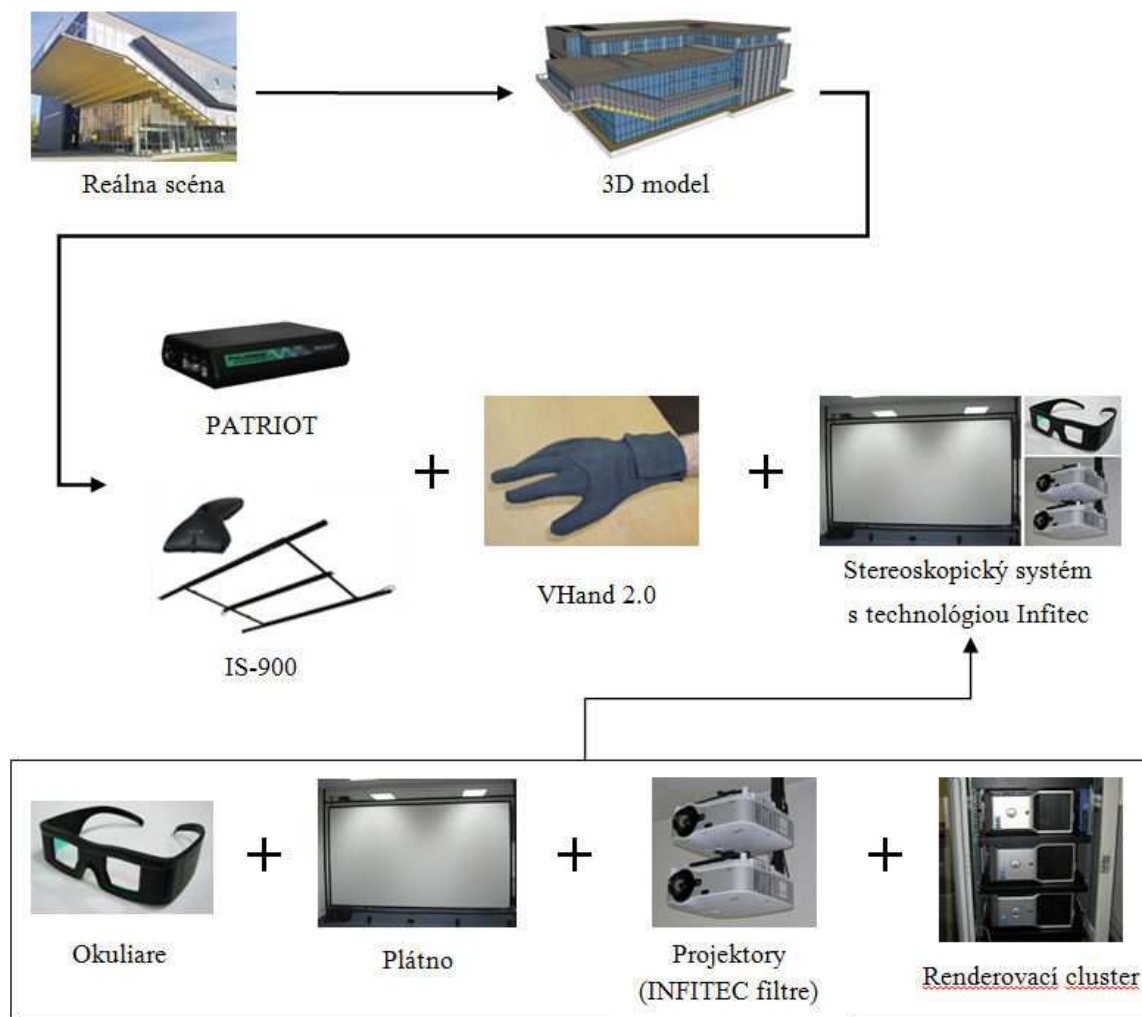 Reálna scéna
3D model
PATRIOT
IS-900
VHand 2.0
Stereoskopický systém
s technológiou Infitec
Okuliare
Plátno
Projektory
(INFITEC filtre)
Renderovací cluster